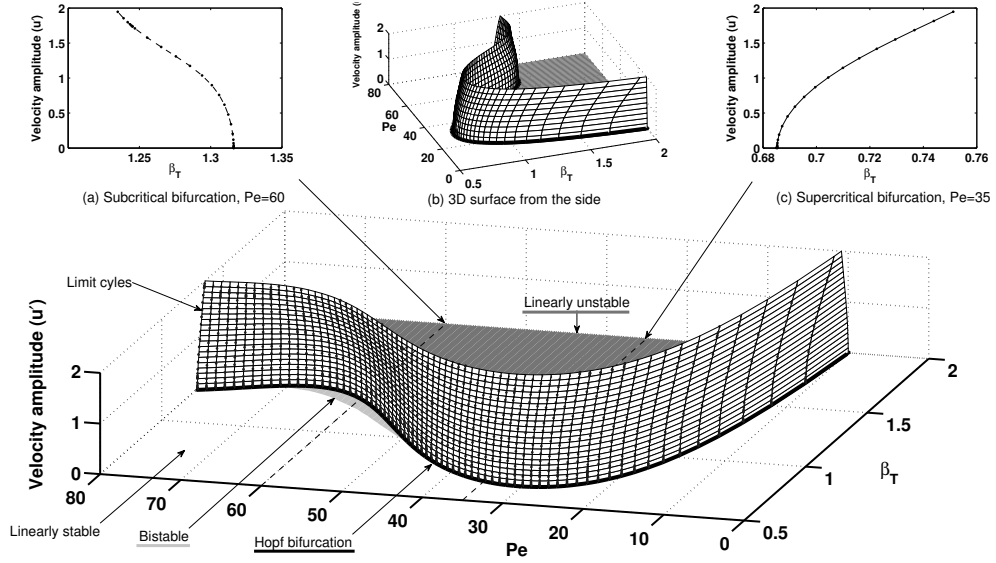 Velocity amplitude (u')
2
1
0
1.25
1.3
1.35
β_T
(a) Subcritical bifurcation, Pe=60
Velocity amplitude (u'
2
1
0
80
60
40
20
0
Pe
0.5
1
1.5
2
β_T
(b) 3D surface from the side
Velocity amplitude (u')
2
1.5
1
0.5
0
0.68
0.7
0.72
0.74
0.76
β_T
(c) Supercritical bifurcation, Pe=35
Limit cyles
Linearly unstable
Velocity amplitude (u')
2
1
0
80
70
60
50
40
30
20
10
0
Pe
0.5
1
1.5
2
β_T
Linearly stable
Bistable
Hopf bifurcation